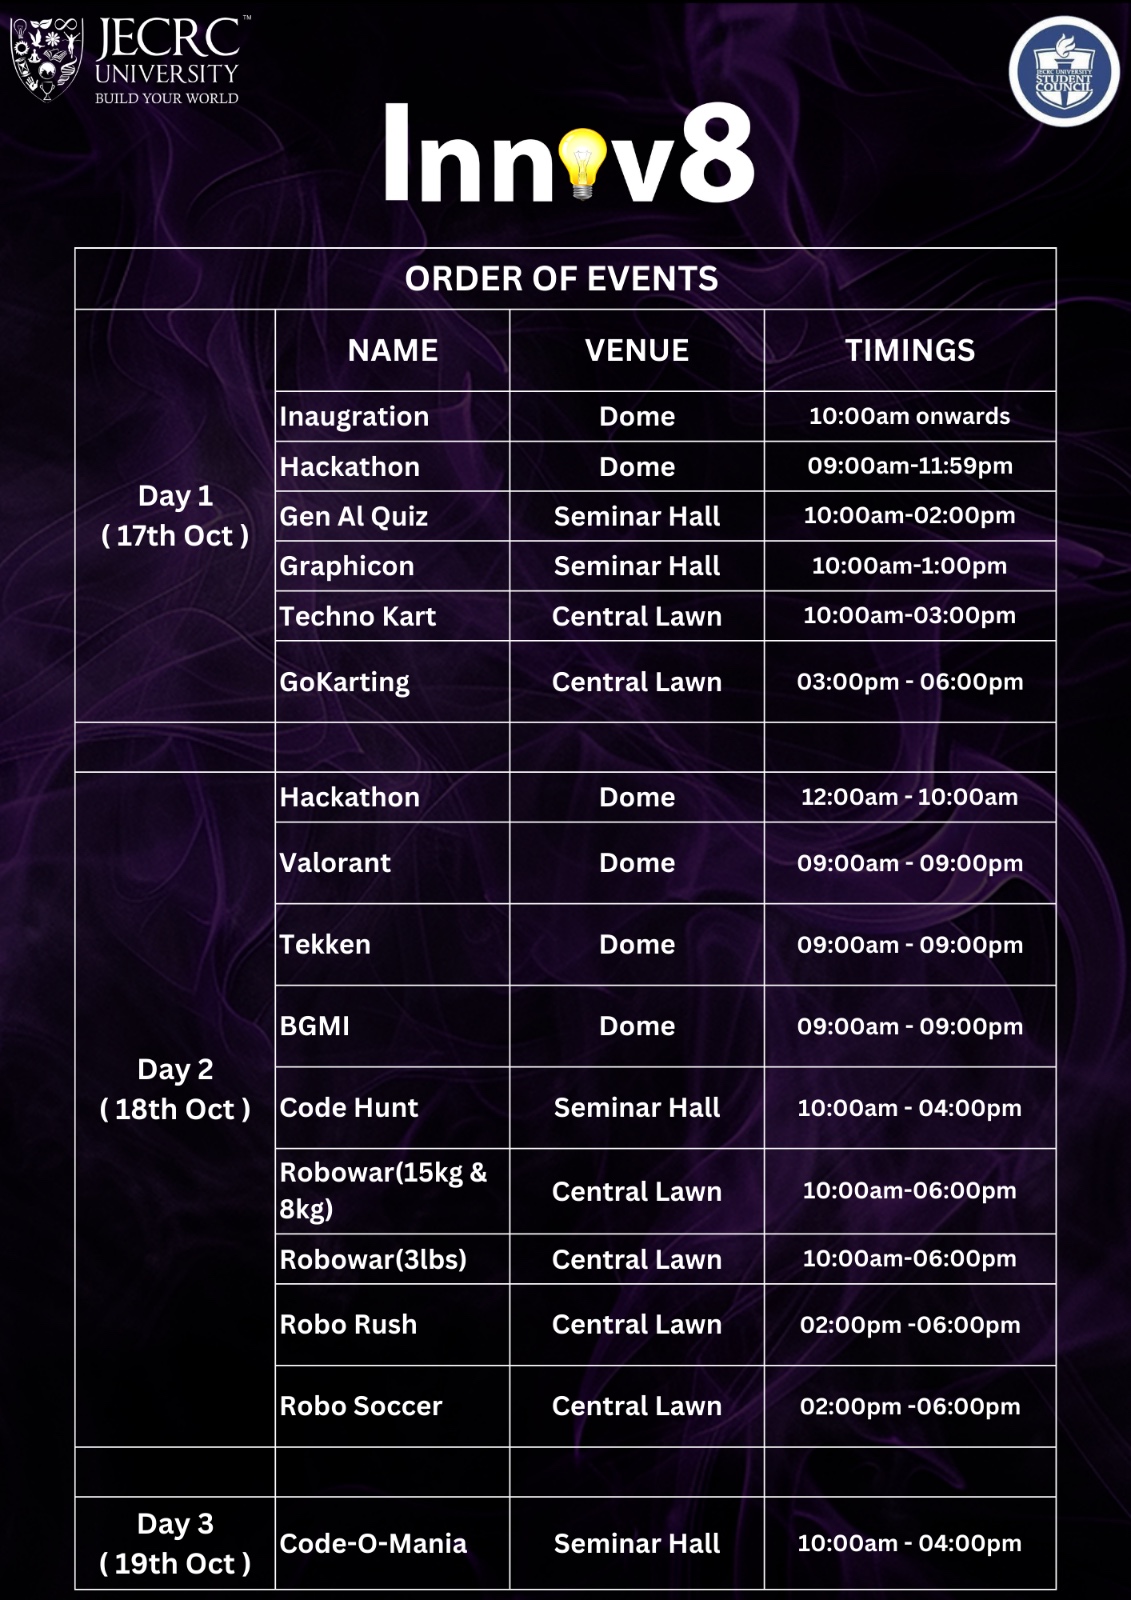 JECRC™
UNIVERSITY
BUILD YOUR WORLD
JECRC UNIVERSITY
STUDENT
COUNCIL
Innov8
ORDER OF EVENTS
NAME VENUE TIMINGS
Day 1
( 17th Oct )
Inaugration Dome 10:00am onwards
Hackathon Dome 09:00am-11:59pm
Gen Al Quiz Seminar Hall 10:00am-02:00pm
Graphicon Seminar Hall 10:00am-1:00pm
Techno Kart Central Lawn 10:00am-03:00pm
GoKarting Central Lawn 03:00pm - 06:00pm
Day 2
( 18th Oct )
Hackathon Dome 12:00am - 10:00am
Valorant Dome 09:00am - 09:00pm
Tekken Dome 09:00am - 09:00pm
BGMI Dome 09:00am - 09:00pm
Code Hunt Seminar Hall 10:00am - 04:00pm
Robowar(15kg &
8kg) Central Lawn 10:00am-06:00pm
Robowar(3lbs) Central Lawn 10:00am-06:00pm
Robo Rush Central Lawn 02:00pm -06:00pm
Robo Soccer Central Lawn 02:00pm -06:00pm
Day 3
( 19th Oct )
Code-O-Mania Seminar Hall 10:00am - 04:00pm